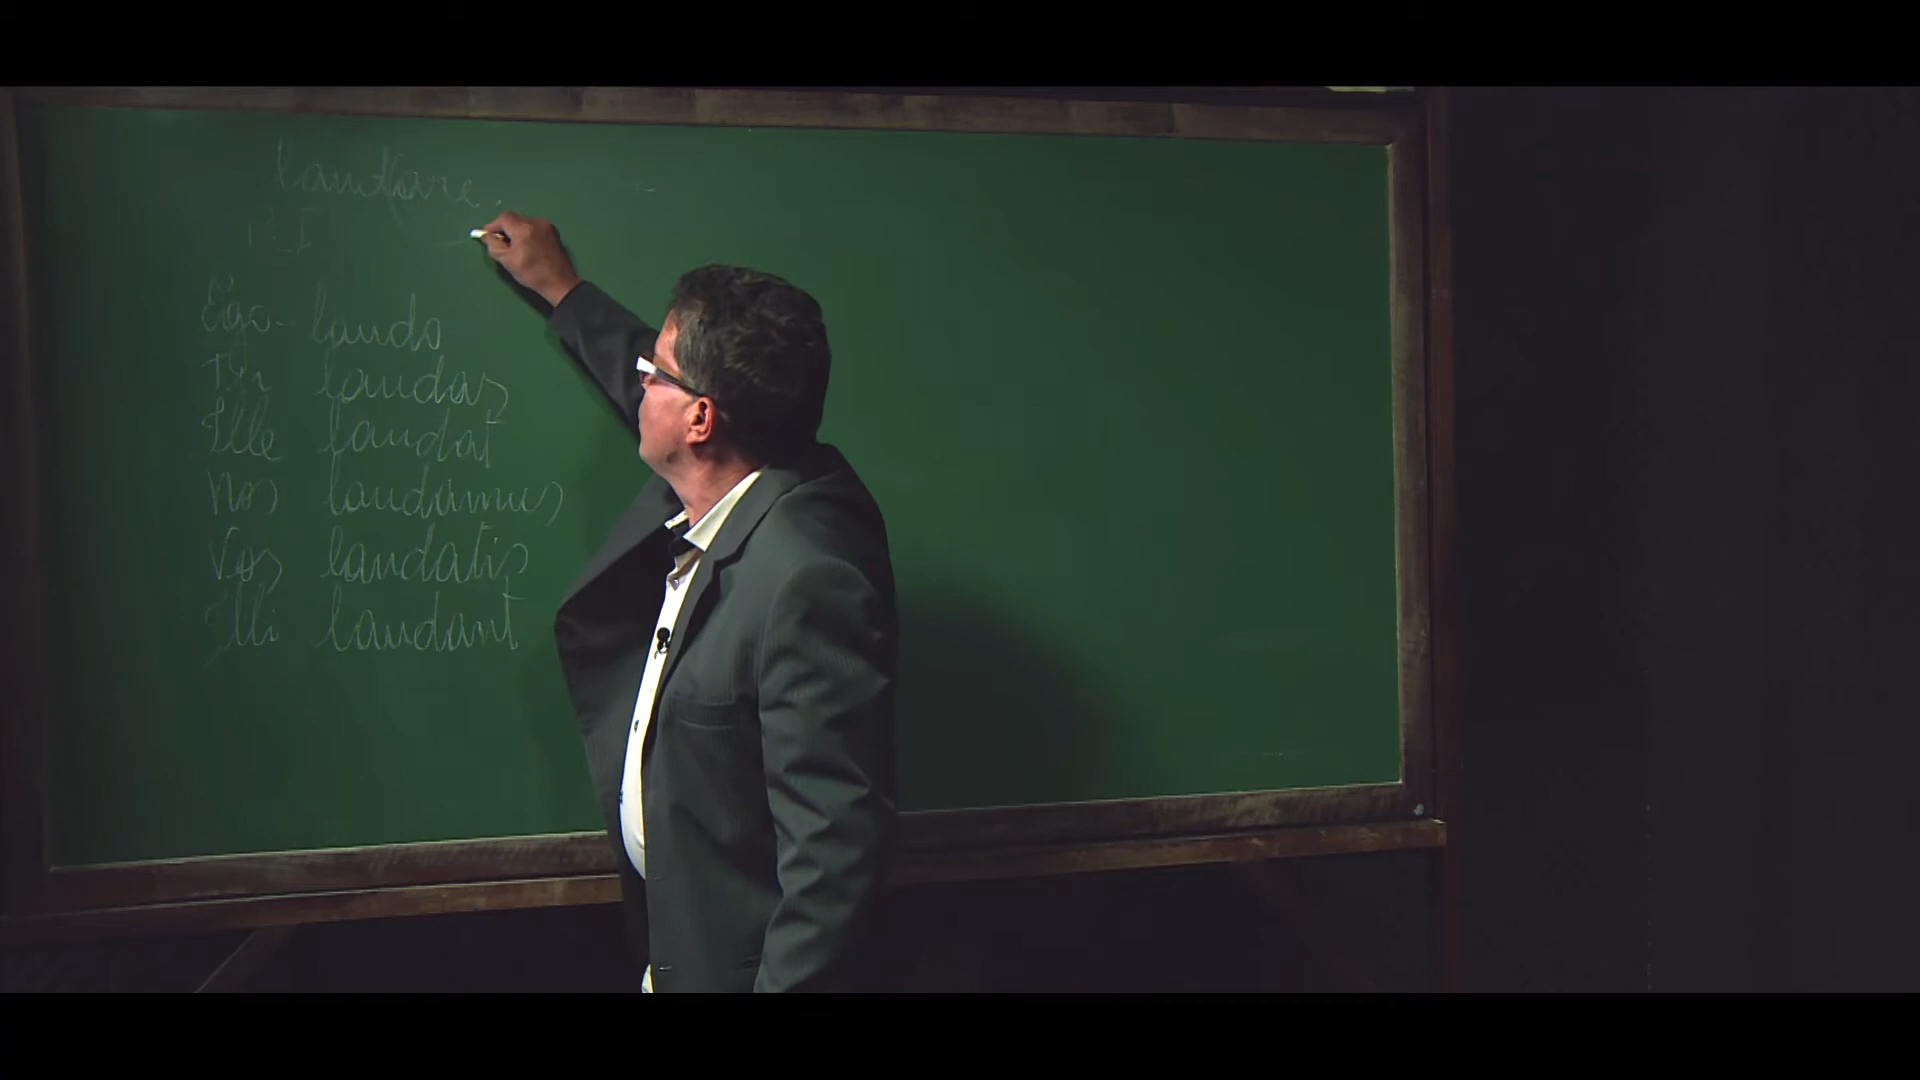 laudare.
Ego - laudo
Tu laudas
Ille laudat
Nos laudamus
Vos laudatis
Illi laudant